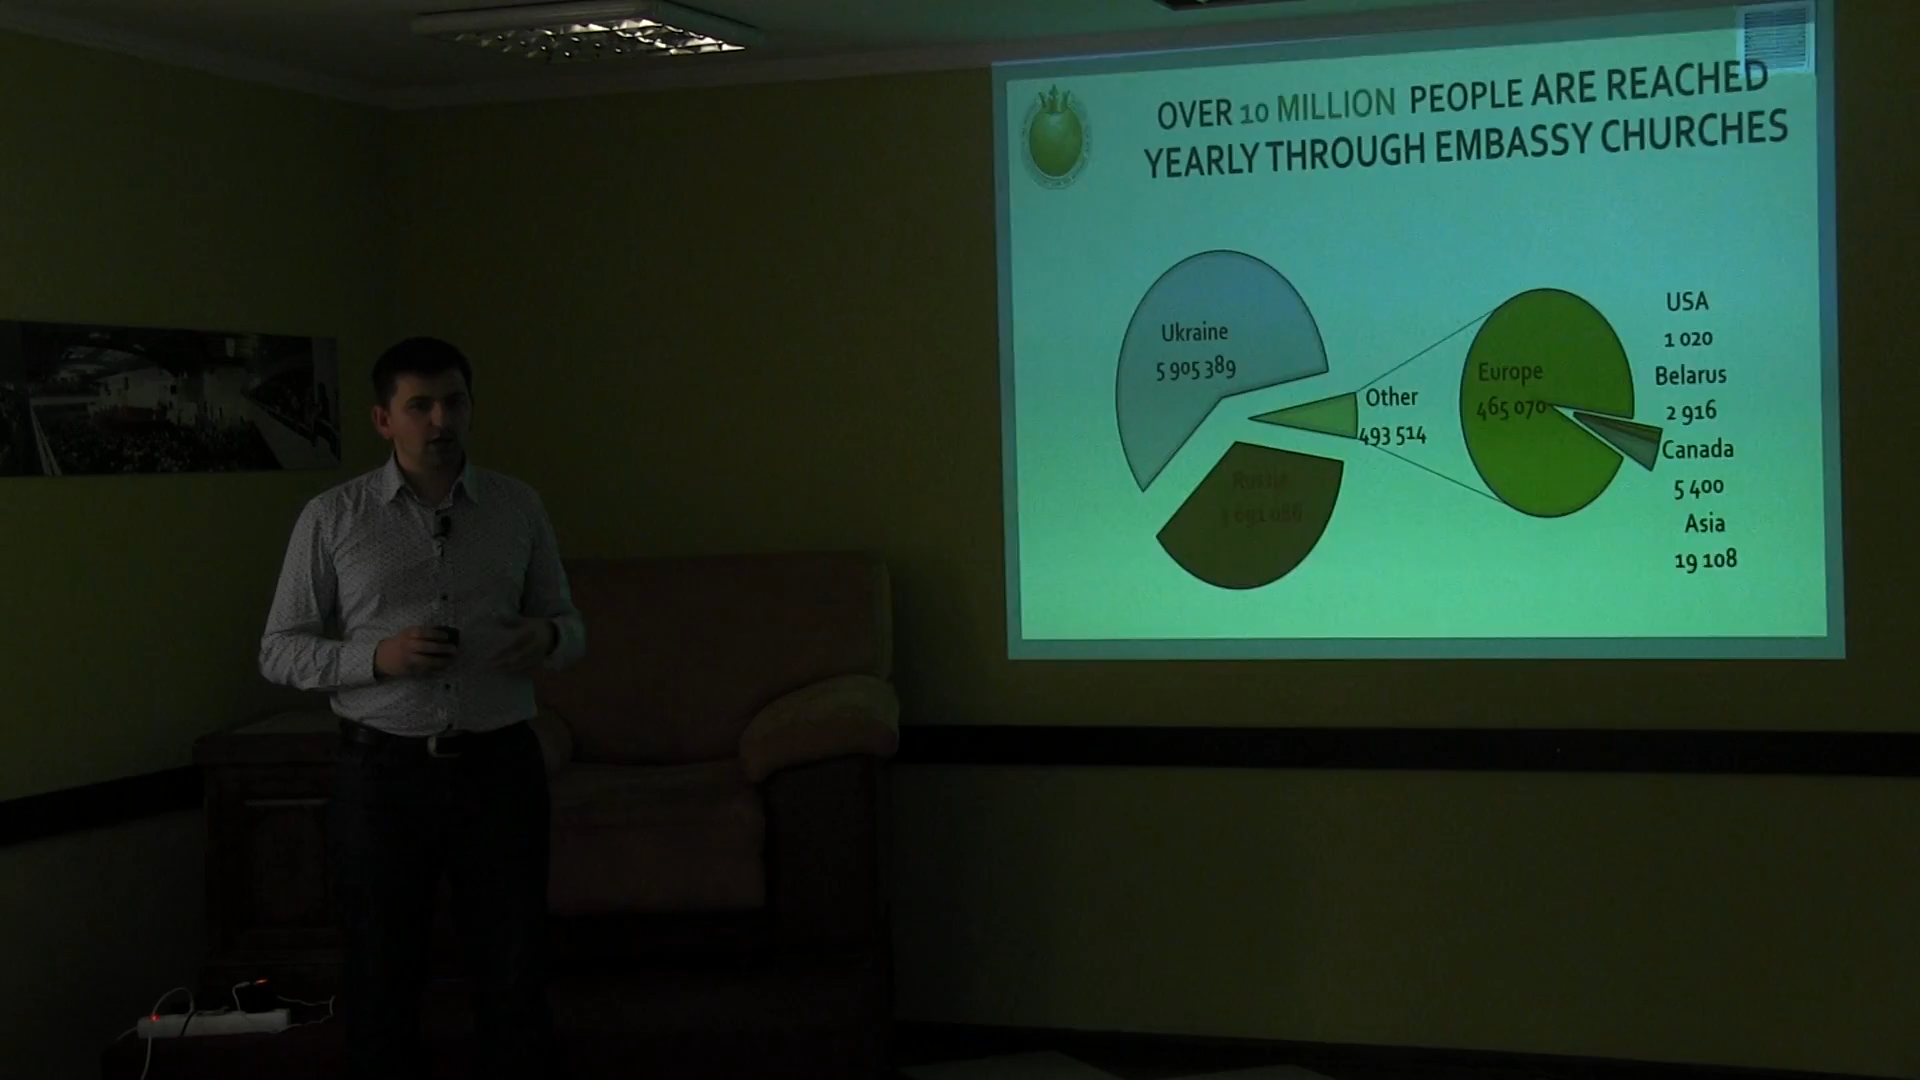 OVER 10 MILLION PEOPLE ARE REACHED
YEARLY THROUGH EMBASSY CHURCHES
Ukraine
5 905 389
Other
493 514
Russia
Europe
465 070
USA
1 020
Belarus
2 916
Canada
5 400
Asia
19 108